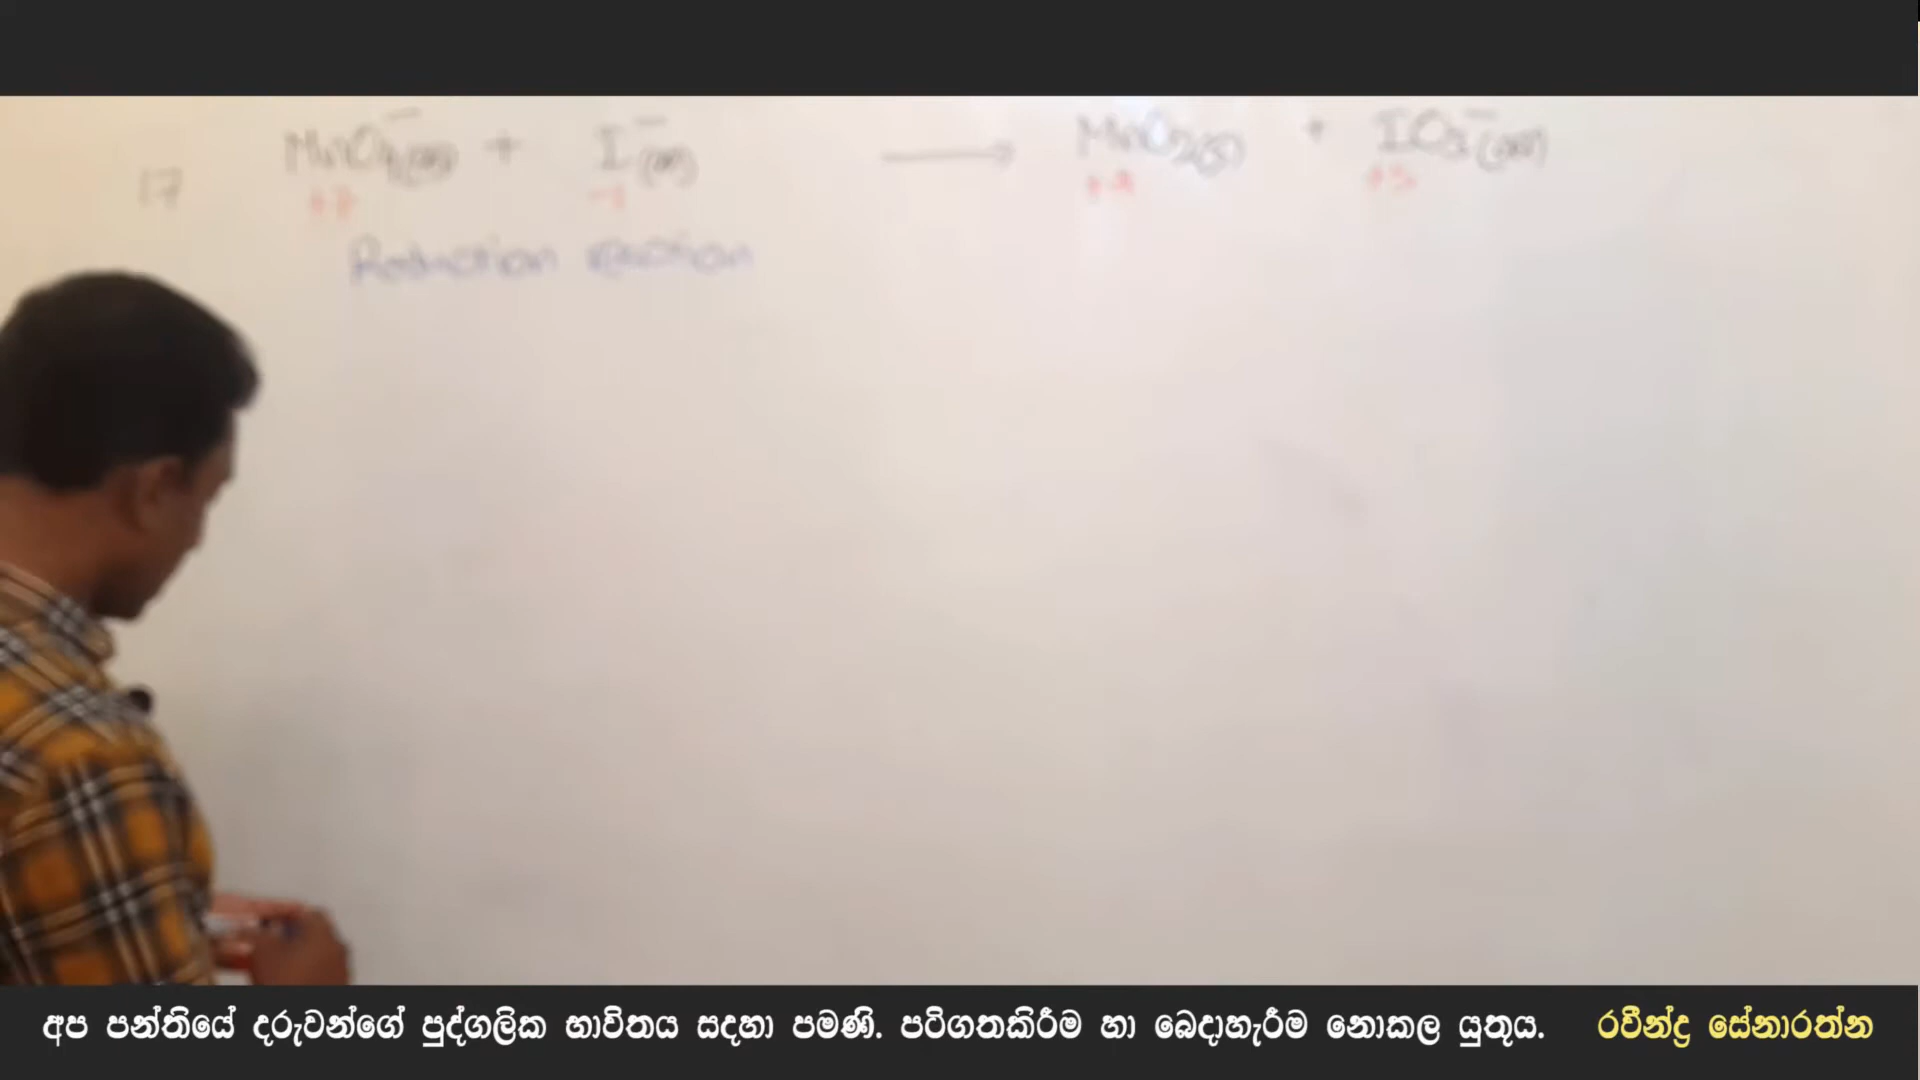 17 MnO₄⁻(aq) + I⁻(aq) ⟶ MnO₂(s) + IO₃⁻(aq)
+7 -1 +4 +5
Reduction reaction
අප පන්තියේ දරුවන්ගේ පුද්ගලික භාවිතය සදහා පමණි. පටිගතකිරීම හා බෙදාහැරීම නොකල යුතුය. රවීන්ද්‍ර සේනාරත්න